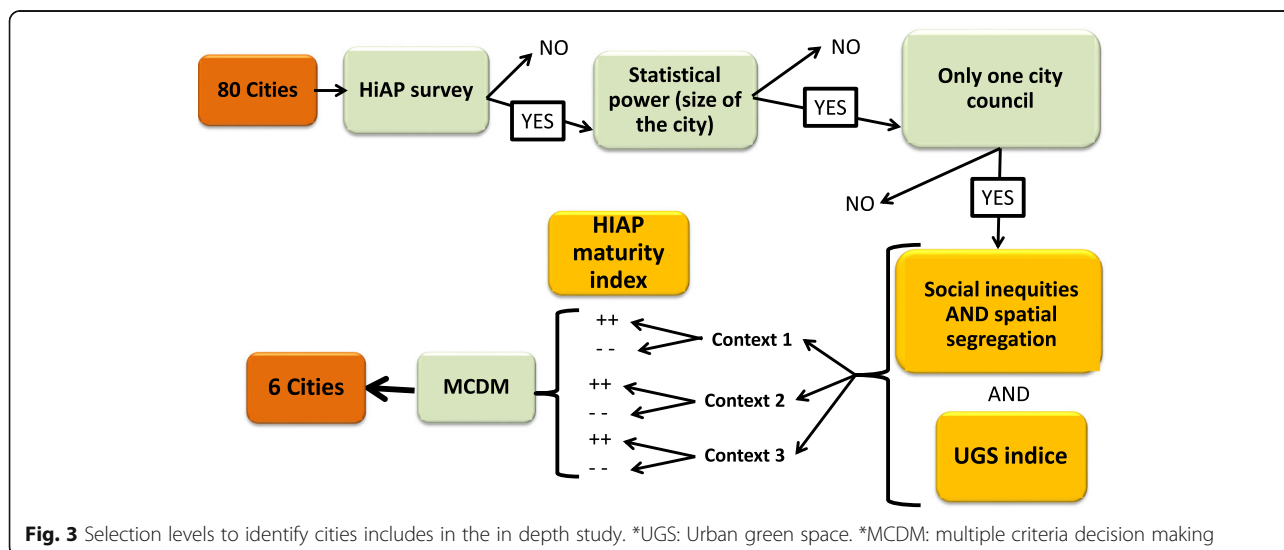 80 Cities
HiAP survey
NO
YES
Statistical
power (size of
the city)
NO
YES
Only one city
council
NO
YES
HIAP
maturity
index
Social inequities
AND spatial
segregation
AND
UGS indice
Context 1
Context 2
Context 3
++
- -
++
- -
++
- -
MCDM
6 Cities
Fig. 3 Selection levels to identify cities includes in the in depth study. *UGS: Urban green space. *MCDM: multiple criteria decision making